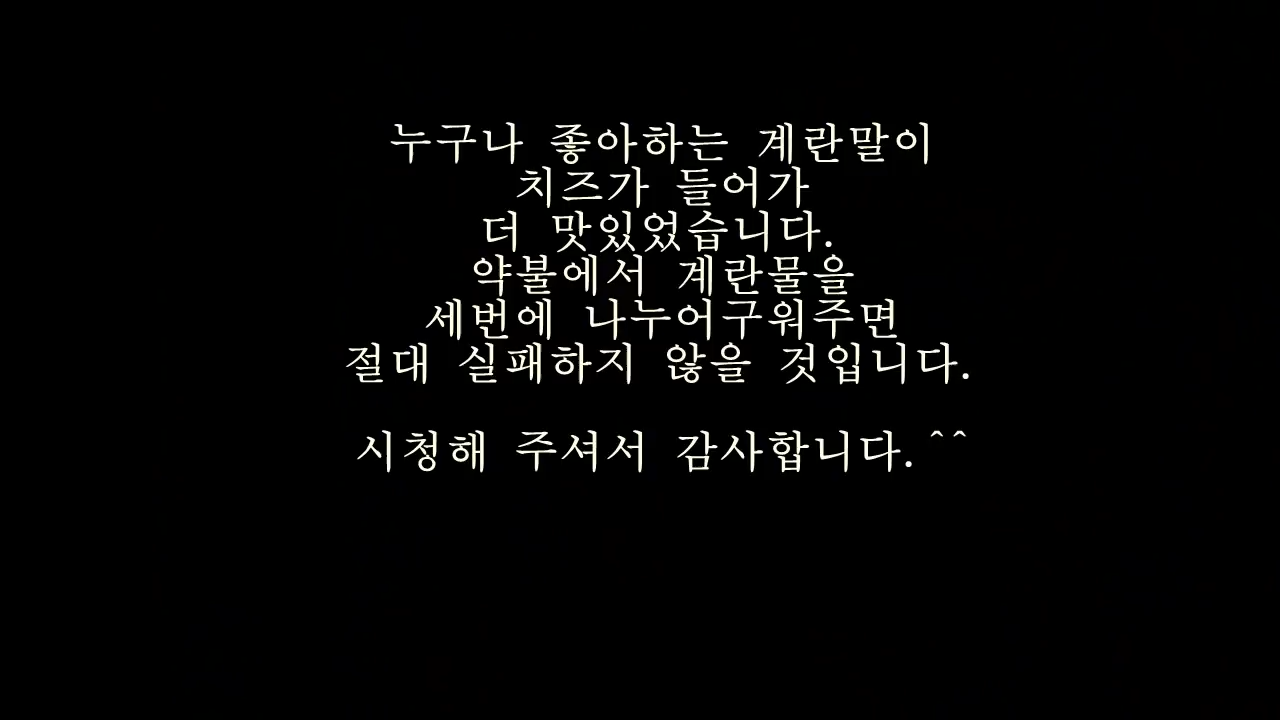 누구나 좋아하는 계란말이
치즈가 들어가
더 맛있었습니다.
약불에서 계란물을
세번에 나누어구워주면
절대 실패하지 않을 것입니다.
시청해 주셔서 감사합니다.^^